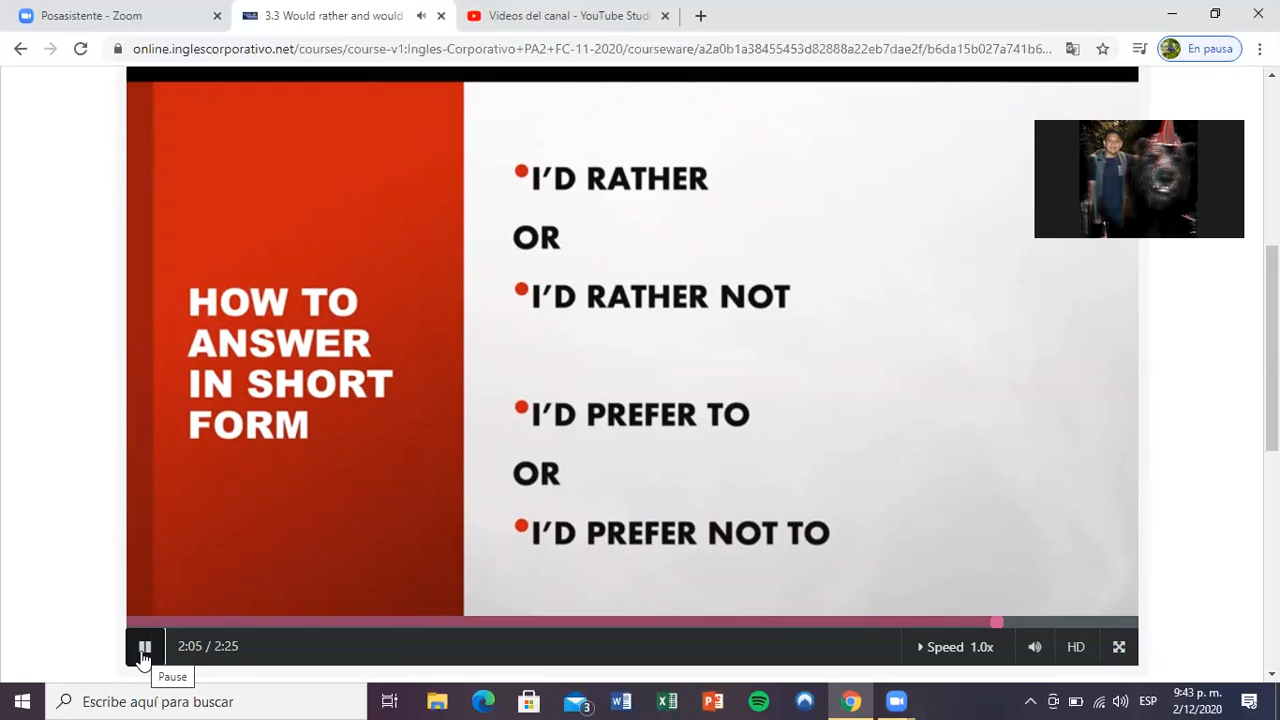 Posasistente - Zoom
3.3 Would rather and would
Videos del canal - YouTube Studi
online.inglescorporativo.net/courses/course-v1:Ingles-Corporativo+PA2+FC-11-2020/courseware/a2a0b1a38455453d82888a22eb7dae2f/b6da15b027a741b6...
En pausa
HOW TO
ANSWER
IN SHORT
FORM
•I'D RATHER
OR
•I'D RATHER NOT
•I'D PREFER TO
OR
•I'D PREFER NOT TO
2:05 / 2:25
Speed 1.0x
HD
Pause
Escribe aquí para buscar
3
ESP
9:43 p. m.
2/12/2020